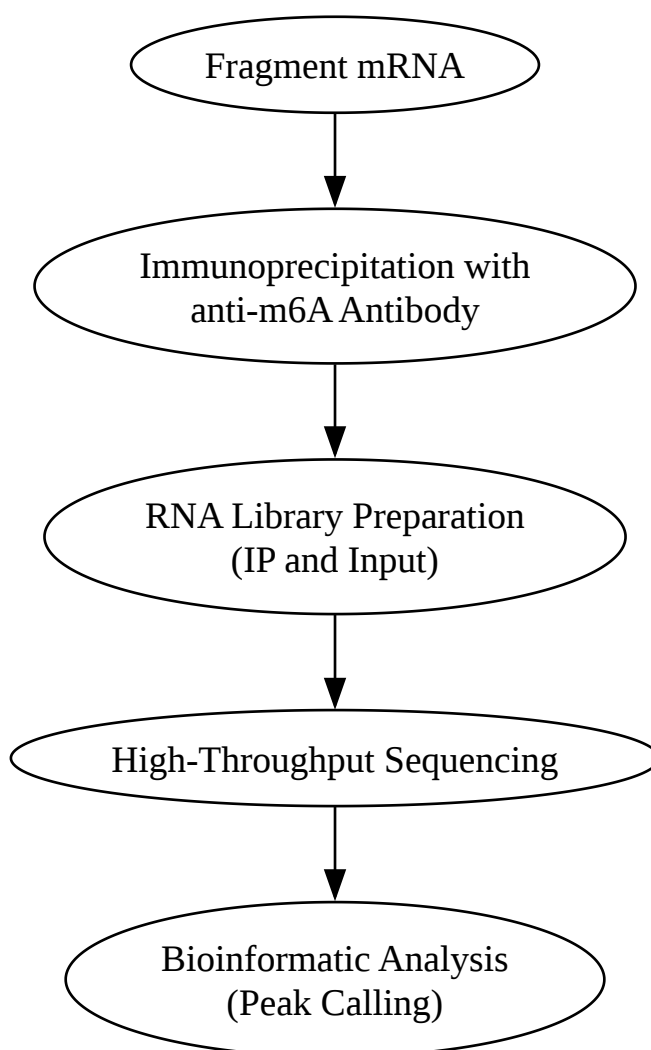 Fragment mRNA
Immunoprecipitation with
anti-m6A Antibody
RNA Library Preparation
(IP and Input)
High-Throughput Sequencing
Bioinformatic Analysis
(Peak Calling)